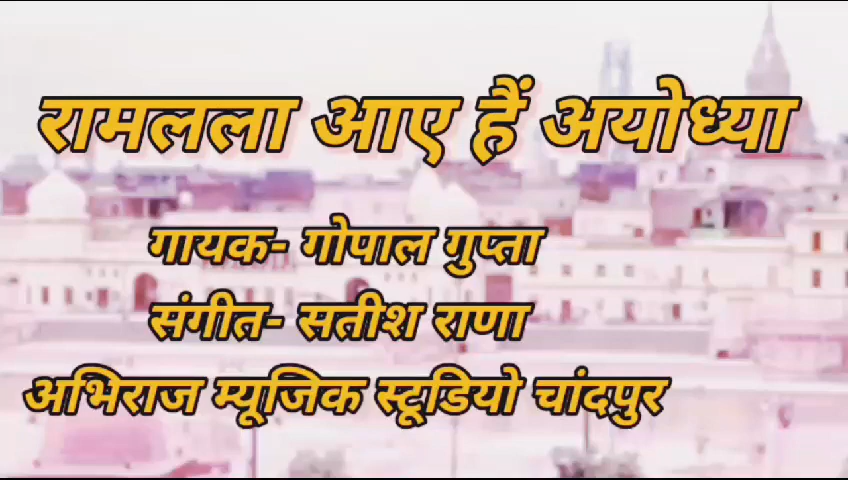 रामलला आए हैं अयोध्या
गायक- गोपाल गुप्ता
संगीत- सतीश राणा
अभिराज म्यूजिक स्टूडियो चांदपुर